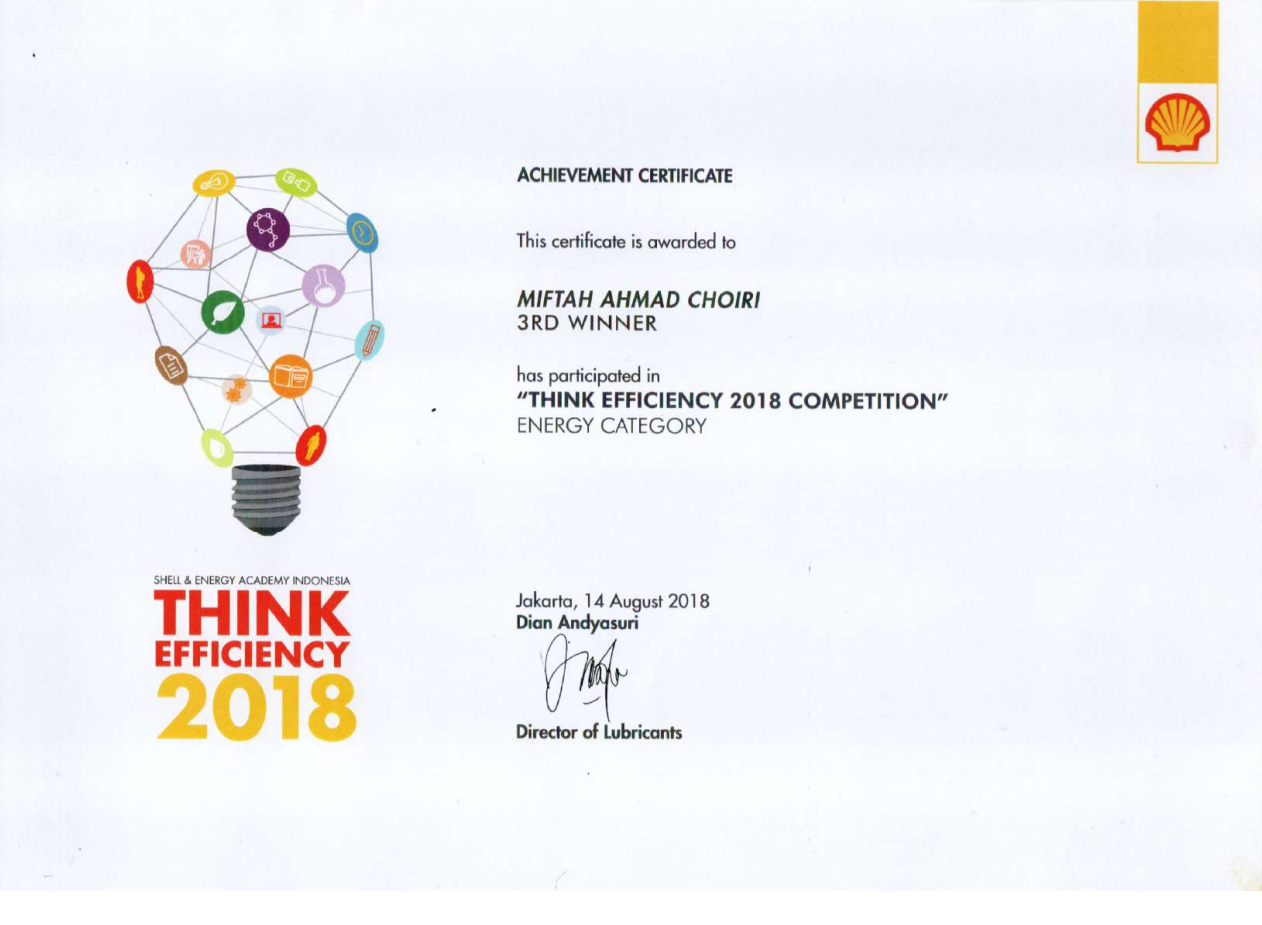 ACHIEVEMENT CERTIFICATE
This certificate is awarded to
MIFTAH AHMAD CHOIRI
3RD WINNER
has participated in
"THINK EFFICIENCY 2018 COMPETITION"
ENERGY CATEGORY
SHELL & ENERGY ACADEMY INDONESIA
THINK
EFFICIENCY
2018
Jakarta, 14 August 2018
Dian Andyasuri
Director of Lubricants